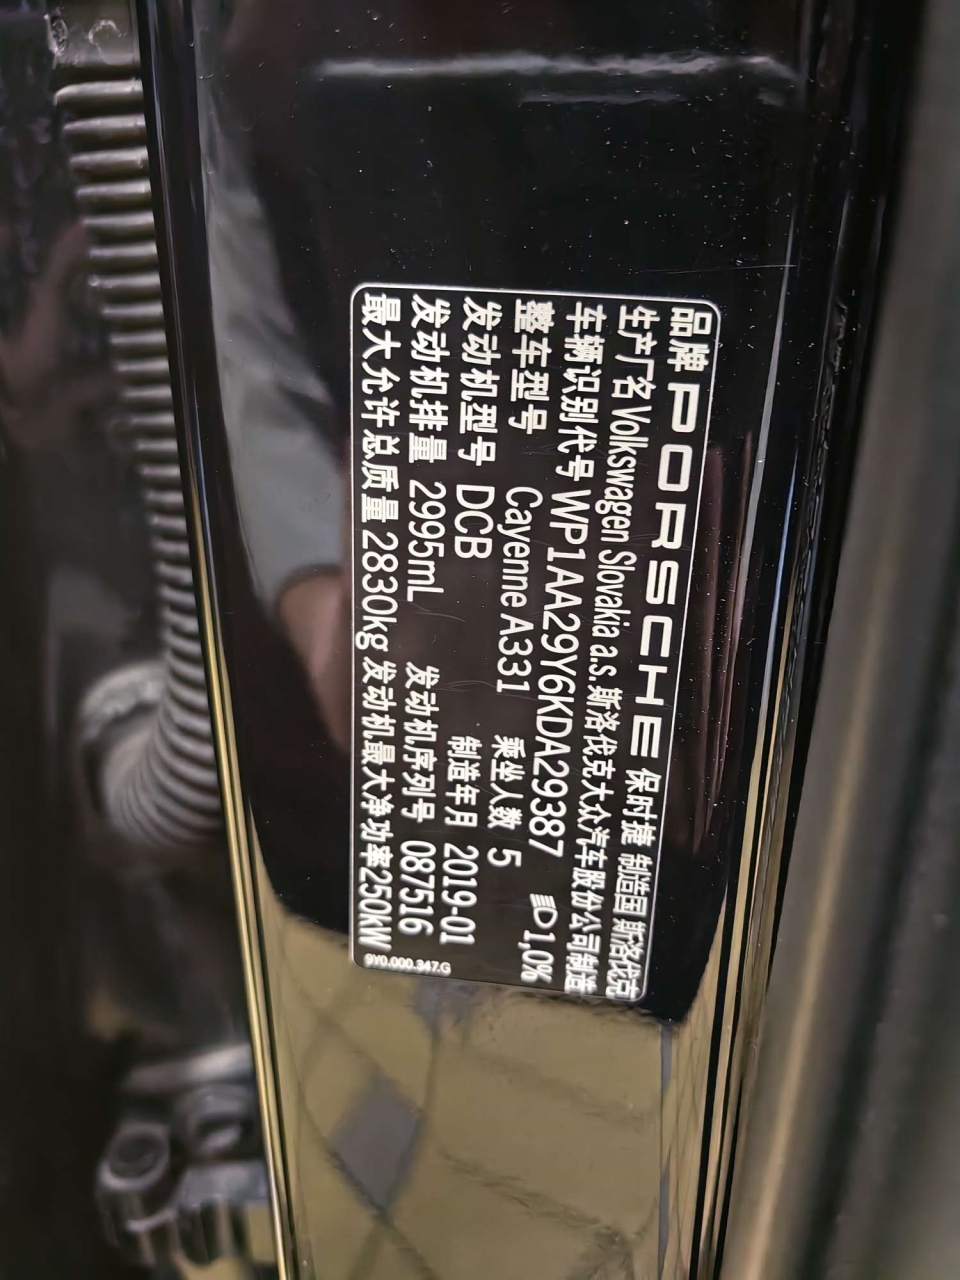 品牌 PORSCHE 保时捷 制造国 斯洛伐克
生产厂名 Volkswagen Slovakia a.s. 斯洛伐克大众汽车股份公司制造
车辆识别代号 WP1AA29Y6KDA29387 1,0%
整车型号 Cayenne A331 乘坐人数 5
发动机型号 DCB 制造年月 2019-01
发动机排量 2995mL 发动机序列号 087516
最大允许总质量 2830kg 发动机最大净功率250KW
9Y0.000.347.G